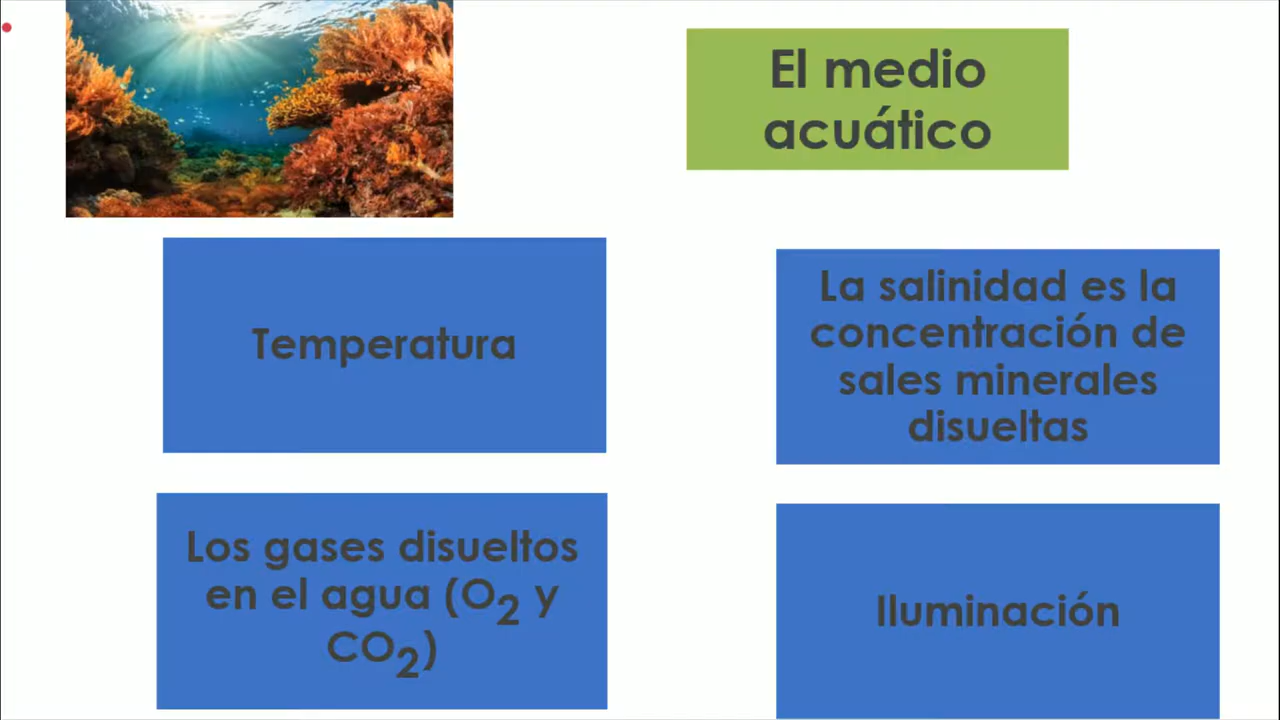 El medio
acuático
Temperatura
La salinidad es la
concentración de
sales minerales
disueltas
Los gases disueltos
en el agua (O₂ y
CO₂)
Iluminación